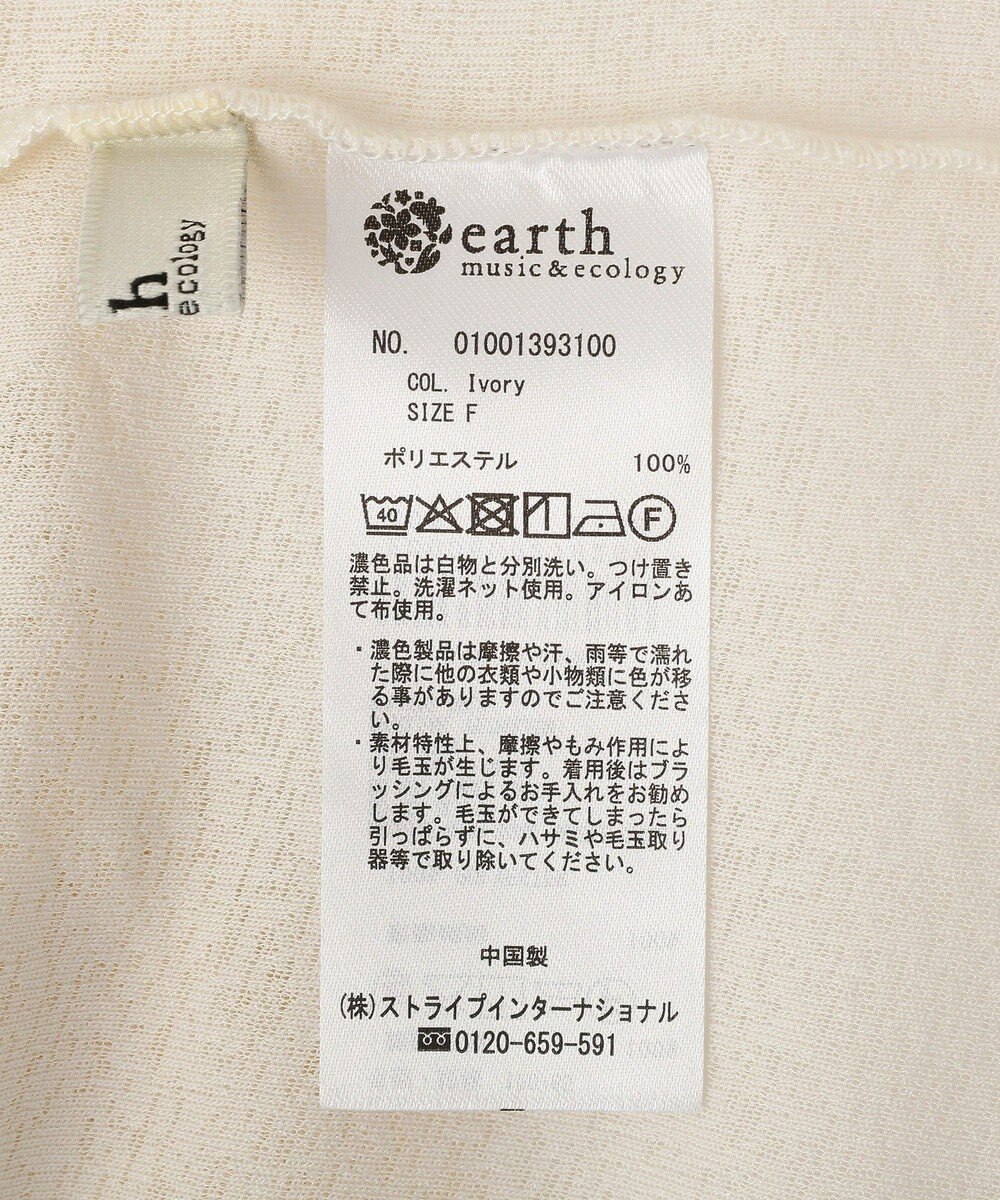 h
ecology
earth
music&ecology
NO. 01001393100
COL. Ivory
SIZE F
ポリエステル 100%
40
F
濃色品は白物と分別洗い。つけ置き
禁止。洗濯ネット使用。アイロンあ
て布使用。
・濃色製品は摩擦や汗、雨等で濡れ
た際に他の衣類や小物類に色が移
る事がありますのでご注意くださ
い。
・素材特性上、摩擦やもみ作用によ
り毛玉が生じます。着用後はブラ
ッシングによるお手入れをお勧め
します。毛玉ができてしまったら
引っぱらずに、ハサミや毛玉取り
器等で取り除いてください。
中国製
(株)ストライプインターナショナル
0120-659-591